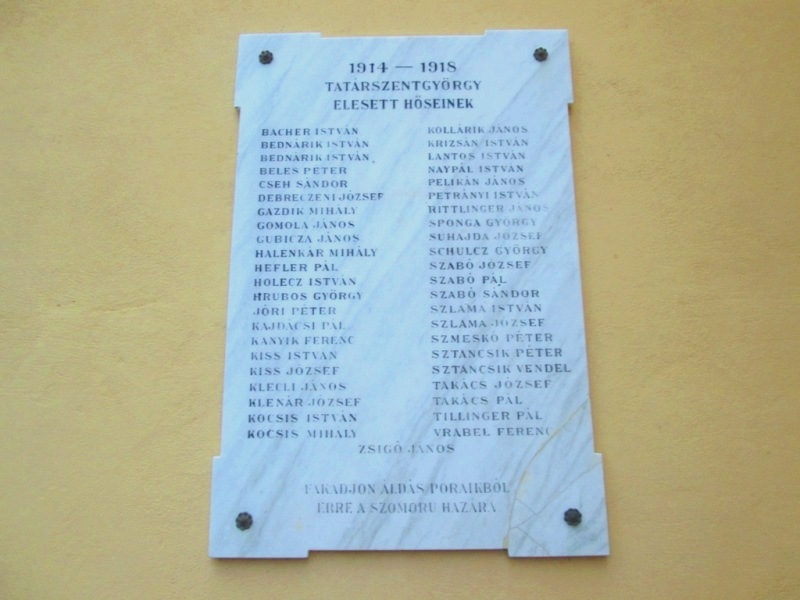 1914 — 1918
TATÁRSZENTGYÖRGY
ELESETT HŐSEINEK
BACHER ISTVÁN
BEDNÁRIK ISTVÁN
BEDNÁRIK ISTVÁN
BELES PÉTER
CSEH SÁNDOR
DEBRECZENI JÓZSEF
GAZDIK MIHÁLY
GOMOLA JÁNOS
GUBICZA JÁNOS
HALENKÁR MIHÁLY
HEFLER PÁL
HOLECZ ISTVÁN
HRUBOS GYÖRGY
JÓRI PÉTER
KAJDÁCSI PÁL
KANYIK FERENC
KISS ISTVÁN
KISS JÓZSEF
KLECLI JÁNOS
KLENÁR JÓZSEF
KOCSIS ISTVÁN
KOCSIS MIHÁLY
KOLLÁRIK JÁNOS
KRIZSÁN ISTVÁN
LANTOS ISTVÁN
NAYPÁL ISTVÁN
PELIKÁN JÁNOS
PETRÁNYI ISTVÁN
RITTLINGER JÁNOS
SPONGA GYÖRGY
SUHAJDA JÓZSEF
SCHULCZ GYÖRGY
SZABÓ JÓZSEF
SZABÓ PÁL
SZABÓ SÁNDOR
SZLAMA ISTVÁN
SZLAMA JÓZSEF
SZMESKÓ PÉTER
SZTANCSIK PÉTER
SZTANCSIK VENDEL
TAKÁCS JÓZSEF
TAKÁCS PÁL
TILLINGER PÁL
VRABEL FERENC
ZSIGÓ JÁNOS
FAKADJON ÁLDÁS PORAIKBÓL
ERRE A SZOMORÚ HAZÁRA